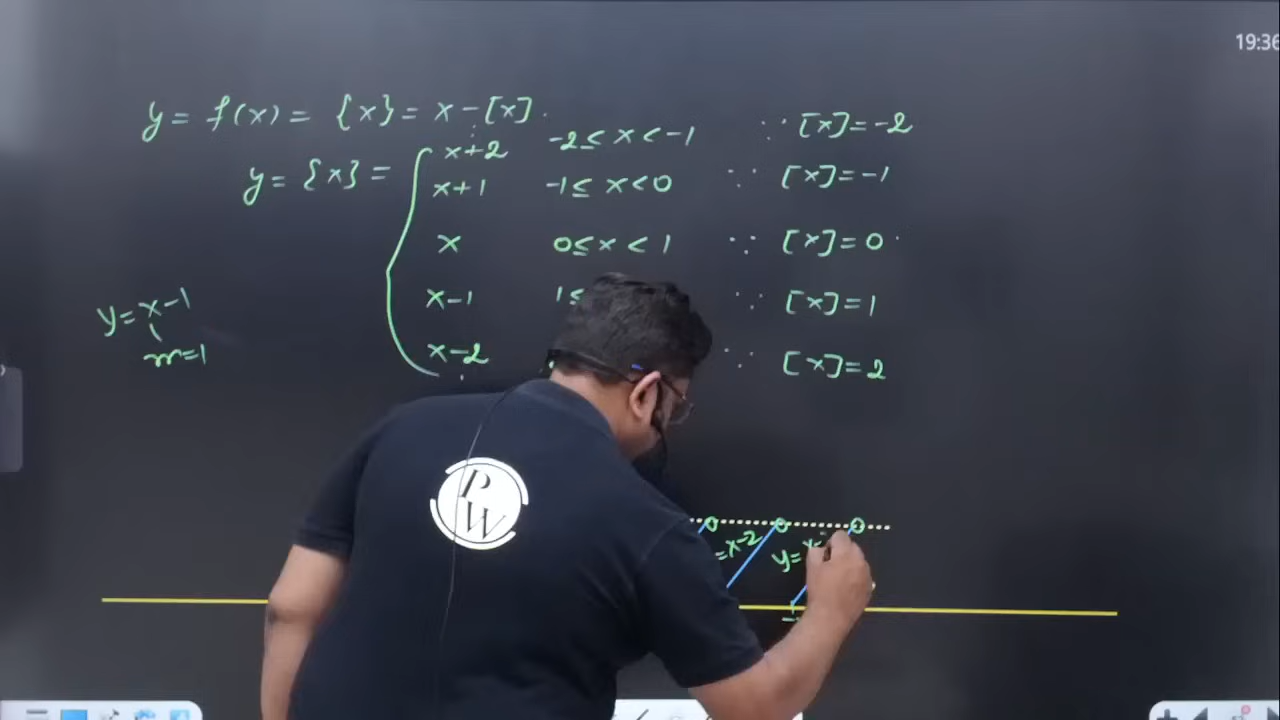 19:36
y = f(x) = {x} = x - [x].
y = {x} =
x+2 -2 ≤ x < -1 ∵ [x] = -2
x+1 -1 ≤ x < 0 ∵ [x] = -1
x 0 ≤ x < 1 ∵ [x] = 0
x-1 1 ≤ ∵ [x] = 1
x-2 ∵ [x] = 2
y = x-1
m=1
= x-2 y = x-
PW